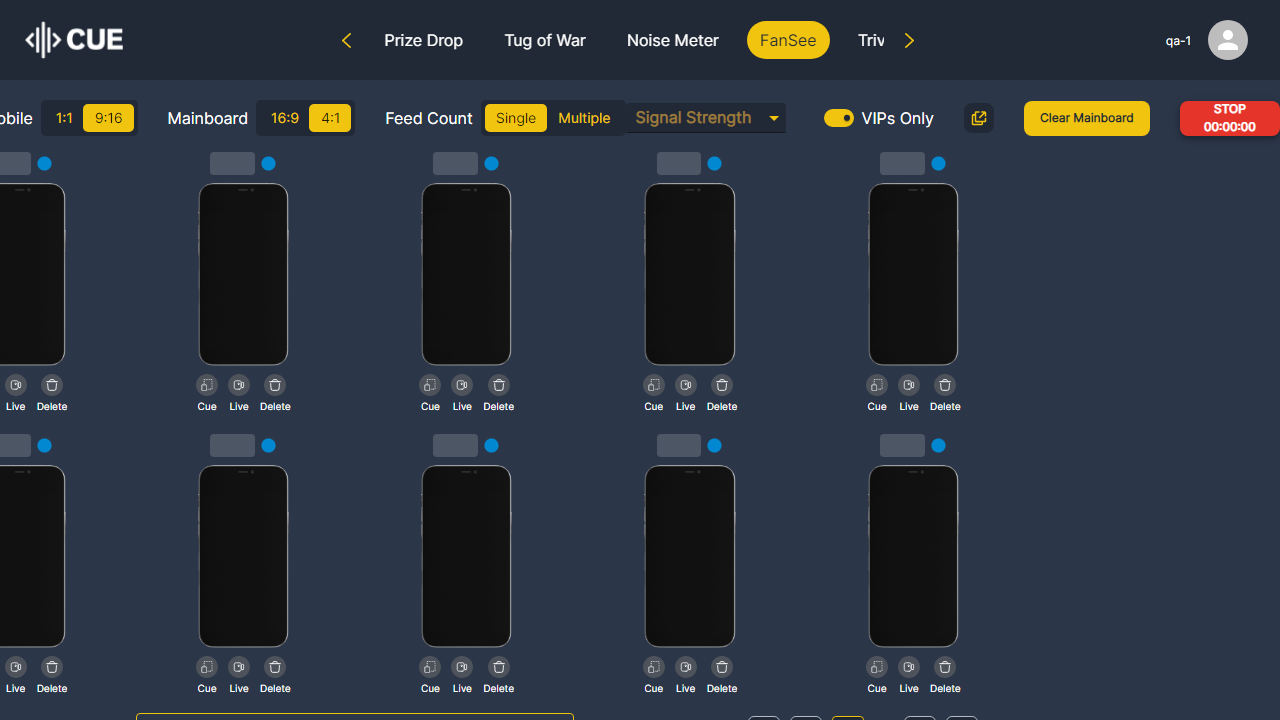 CUE
Prize Drop Tug of War Noise Meter FanSee Triv
qa-1
obile 1:1 9:16 Mainboard 16:9 4:1 Feed Count Single Multiple Signal Strength VIPs Only Clear Mainboard STOP
00:00:00
Live Delete Cue Live Delete Cue Live Delete Cue Live Delete Cue Live Delete
Live Delete Cue Live Delete Cue Live Delete Cue Live Delete Cue Live Delete